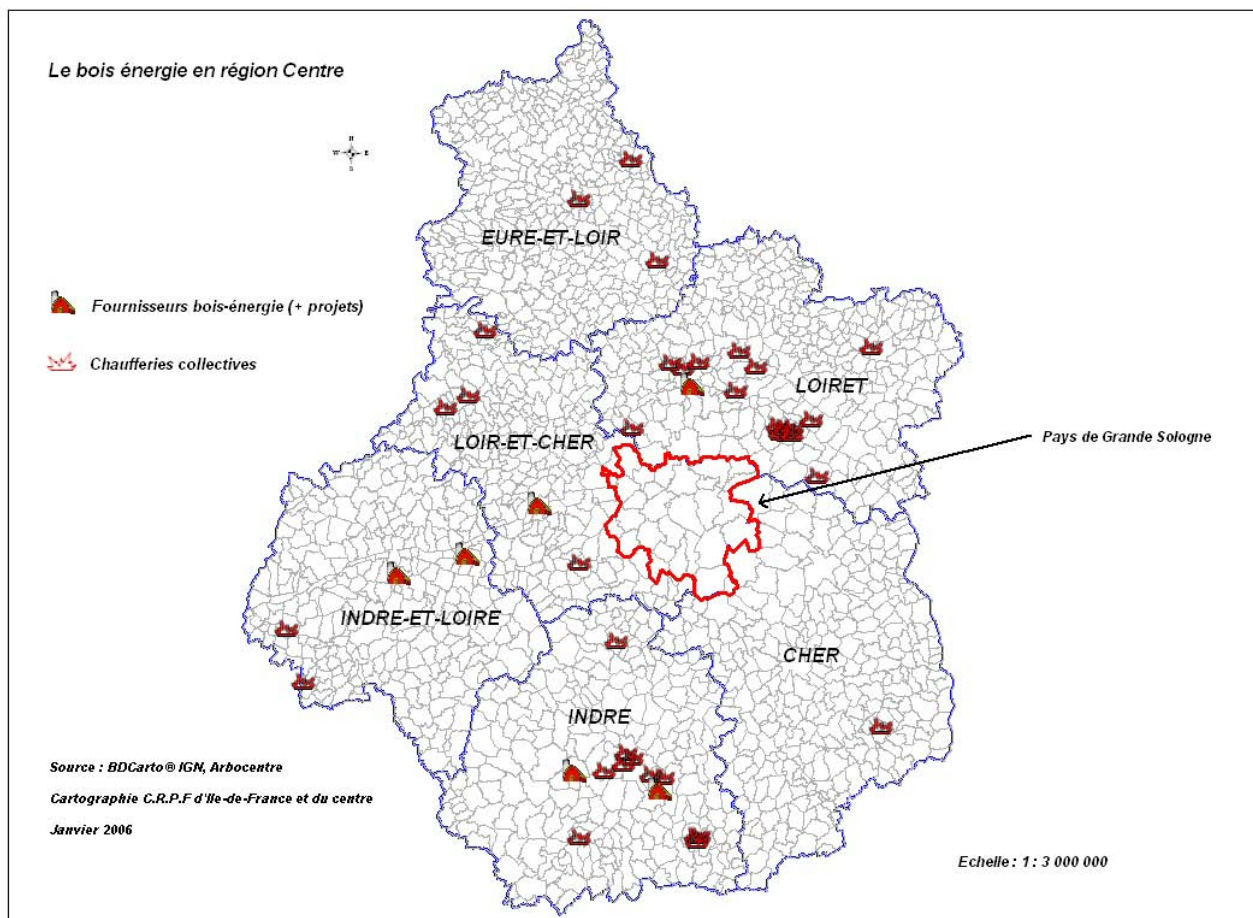 Le bois énergie en région Centre
N
W E
S
EURE-ET-LOIR
Fournisseurs bois-énergie (+ projets)
Chaufferies collectives
LOIRET
LOIR-ET-CHER
Pays de Grande Sologne
INDRE-ET-LOIRE
CHER
INDRE
Source : BDCarto® IGN, Arbocentre
Cartographie C.R.P.F d'Ile-de-France et du centre
Janvier 2006
Echelle : 1 : 3 000 000